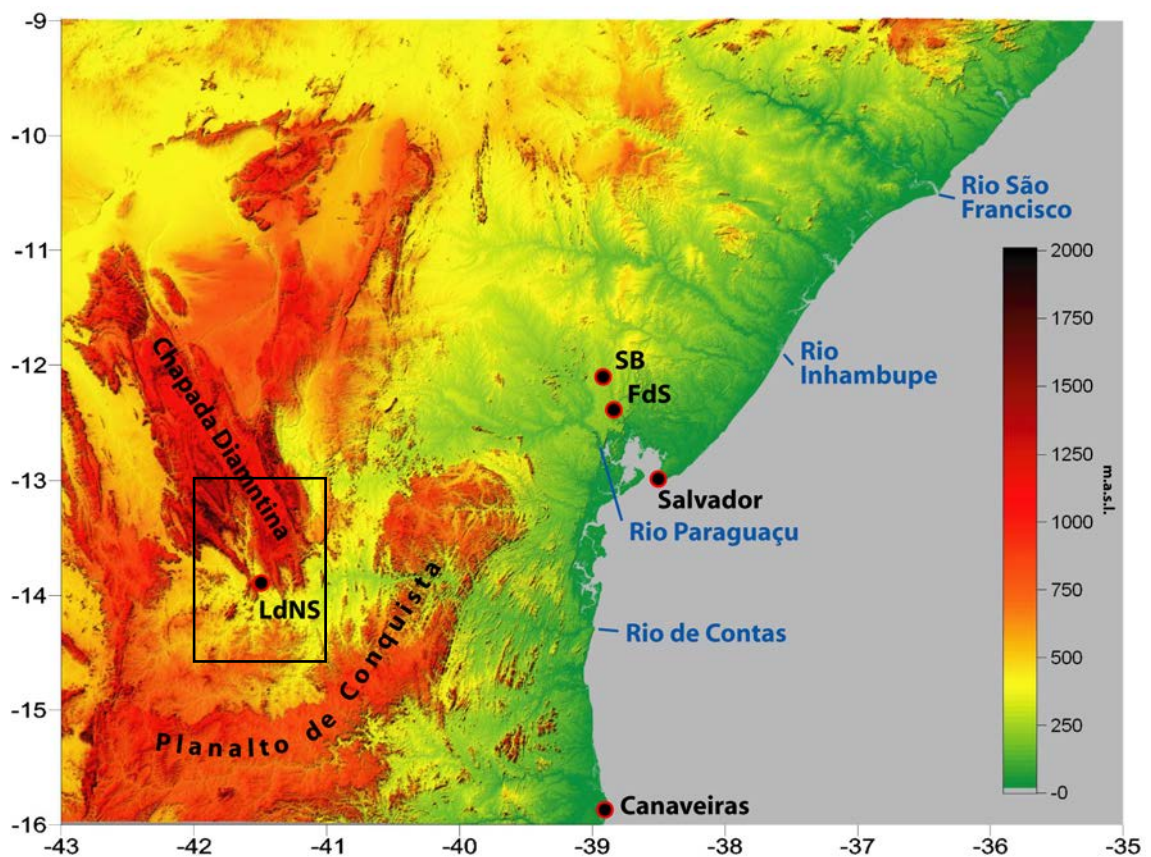 -9
-10
-11
-12
-13
-14
-15
-16
-43
-42
-41
-40
-39
-38
-37
-36
-35
Rio São
Francisco
2000
1750
1500
1250
1000
750
500
250
-0
m.a.s.l.
Rio
Inhambupe
SB
FdS
Chapada Diamntina
Salvador
Rio Paraguaçu
LdNS
Rio de Contas
Planalto de Conquista
Canaveiras